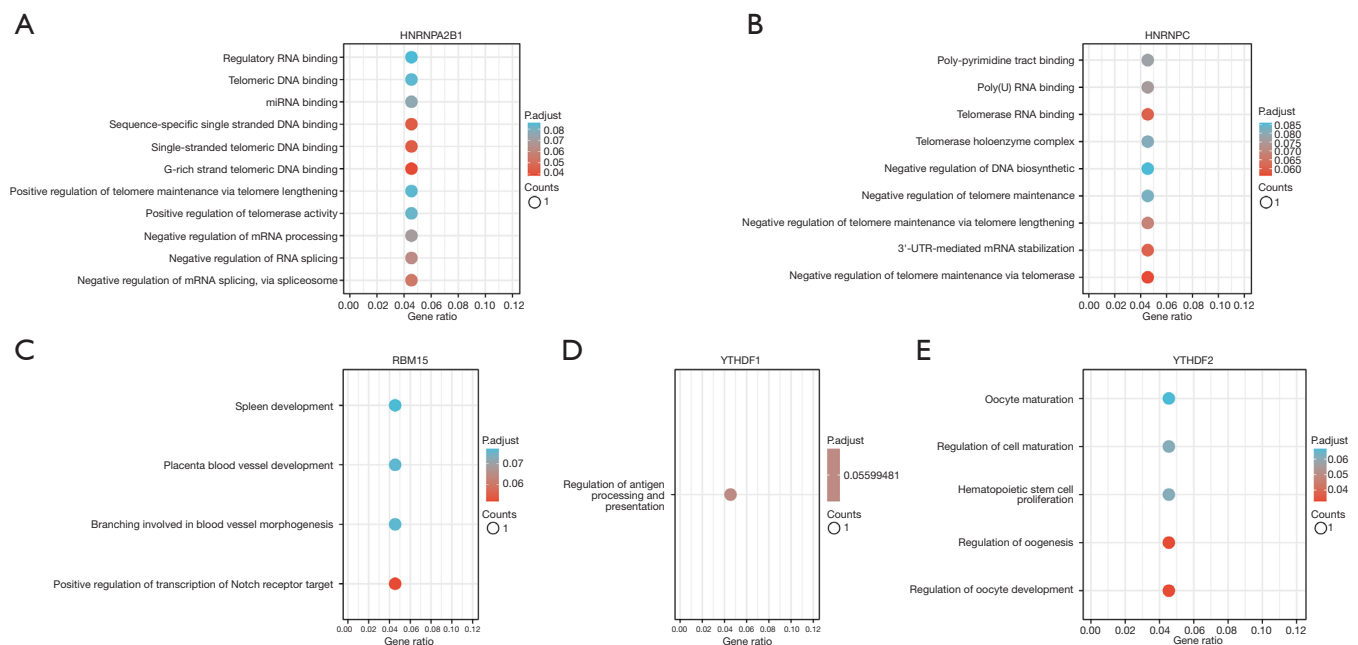 A
HNRNPA2B1
Regulatory RNA binding
Telomeric DNA binding
miRNA binding
Sequence-specific single stranded DNA binding
Single-stranded telomeric DNA binding
G-rich strand telomeric DNA binding
Positive regulation of telomere maintenance via telomere lengthening
Positive regulation of telomerase activity
Negative regulation of mRNA processing
Negative regulation of RNA splicing
Negative regulation of mRNA splicing, via spliceosome
0.00 0.02 0.04 0.06 0.08 0.10 0.12
Gene ratio
P.adjust
0.08
0.07
0.06
0.05
0.04
Counts
1
B
HNRNPC
Poly-pyrimidine tract binding
Poly(U) RNA binding
Telomerase RNA binding
Telomerase holoenzyme complex
Negative regulation of DNA biosynthetic
Negative regulation of telomere maintenance
Negative regulation of telomere maintenance via telomere lengthening
3'-UTR-mediated mRNA stabilization
Negative regulation of telomere maintenance via telomerase
0.00 0.02 0.04 0.06 0.08 0.10 0.12
Gene ratio
P.adjust
0.085
0.080
0.075
0.070
0.065
0.060
Counts
1
C
RBM15
Spleen development
Placenta blood vessel development
Branching involved in blood vessel morphogenesis
Positive regulation of transcription of Notch receptor target
0.00 0.02 0.04 0.06 0.08 0.10 0.12
Gene ratio
P.adjust
0.07
0.06
Counts
1
D
YTHDF1
Regulation of antigen
processing and
presentation
0.00 0.02 0.04 0.06 0.08 0.10 0.12
Gene ratio
P.adjust
0.05599481
Counts
1
E
YTHDF2
Oocyte maturation
Regulation of cell maturation
Hematopoietic stem cell
proliferation
Regulation of oogenesis
Regulation of oocyte development
0.00 0.02 0.04 0.06 0.08 0.10 0.12
Gene ratio
P.adjust
0.06
0.05
0.04
Counts
1